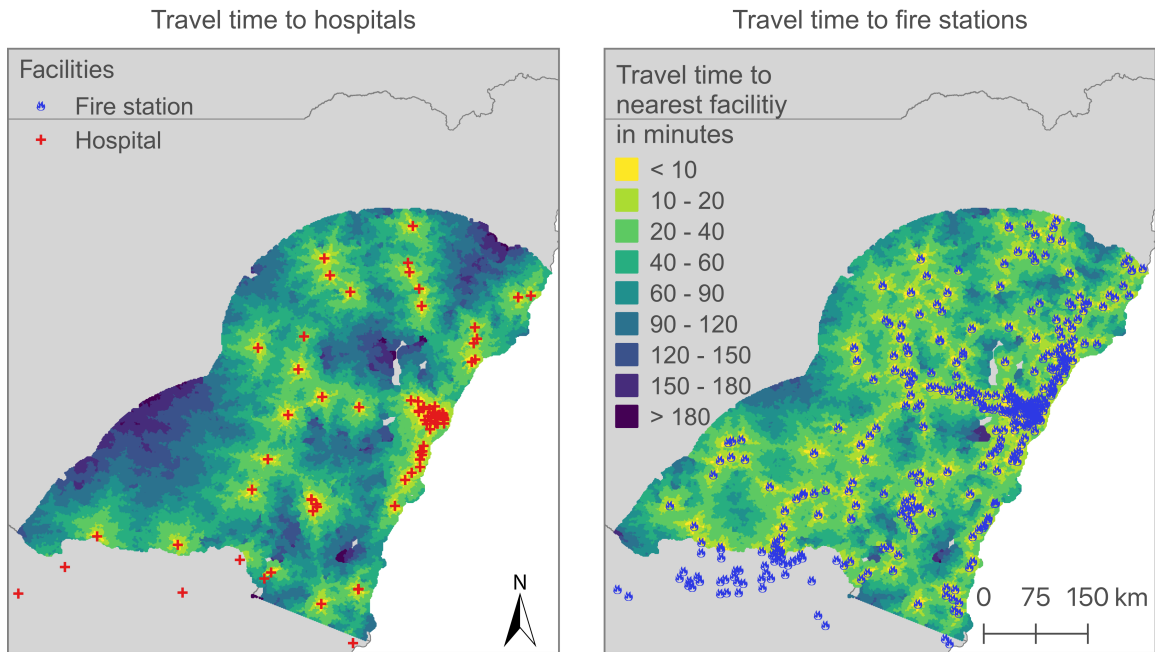 Travel time to hospitals
Travel time to fire stations
Facilities
Fire station
Hospital
N
Travel time to
nearest facilitiy
in minutes
< 10
10 - 20
20 - 40
40 - 60
60 - 90
90 - 120
120 - 150
150 - 180
> 180
0 75 150 km